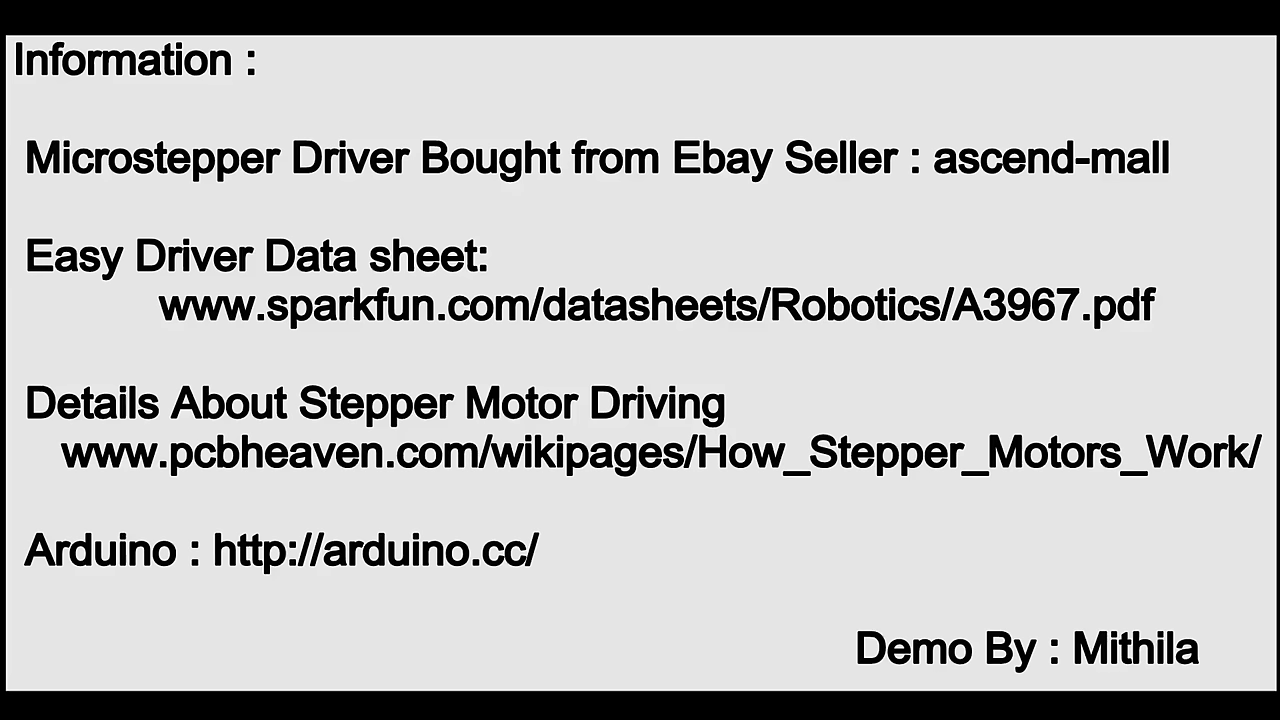 Information :
Microstepper Driver Bought from Ebay Seller : ascend-mall
Easy Driver Data sheet:
www.sparkfun.com/datasheets/Robotics/A3967.pdf
Details About Stepper Motor Driving
www.pcbheaven.com/wikipages/How_Stepper_Motors_Work/
Arduino : http://arduino.cc/
Demo By : Mithila